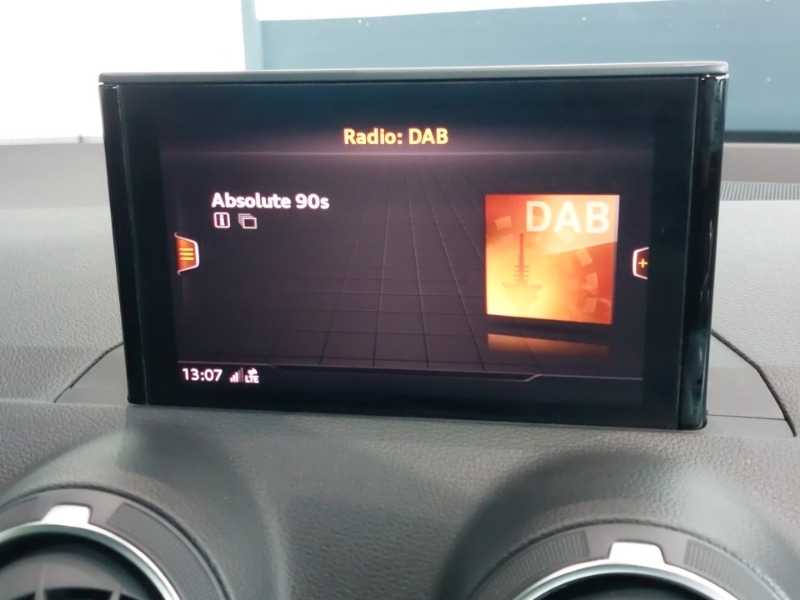 Radio: DAB
Absolute 90s
DAB
13:07 LTE